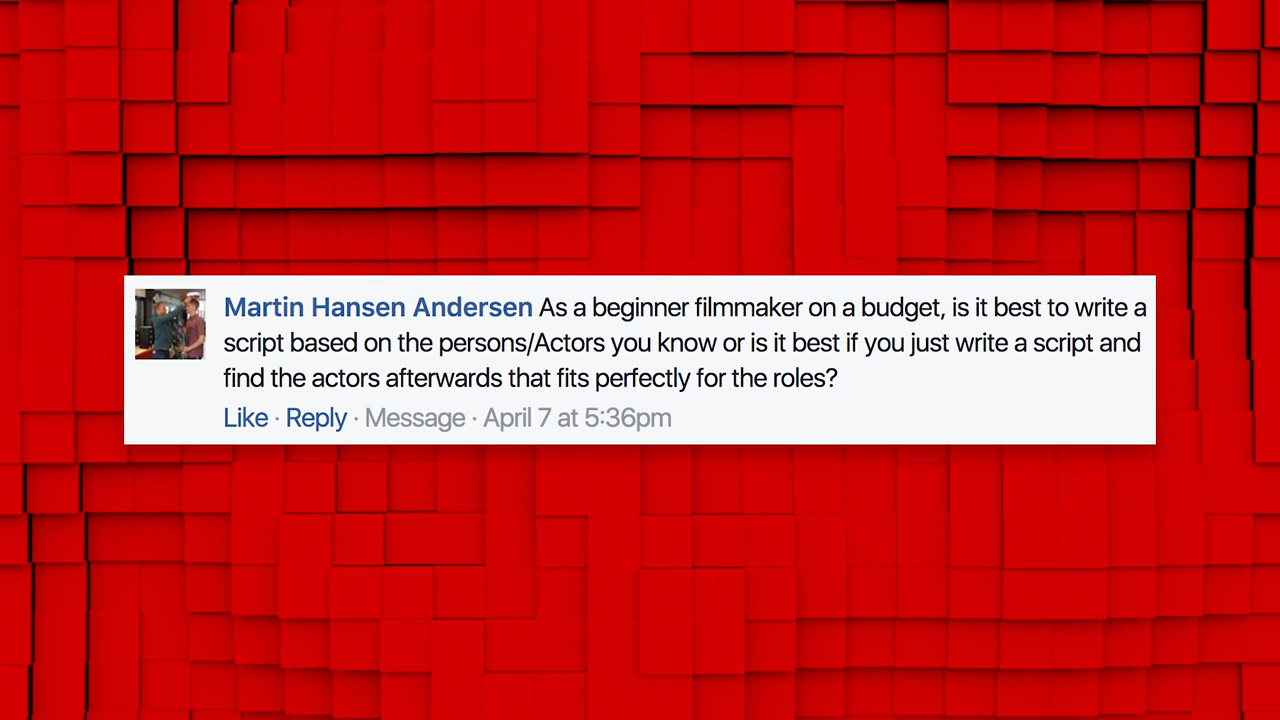 Martin Hansen Andersen As a beginner filmmaker on a budget, is it best to write a
script based on the persons/Actors you know or is it best if you just write a script and
find the actors afterwards that fits perfectly for the roles?
Like · Reply · Message · April 7 at 5:36pm